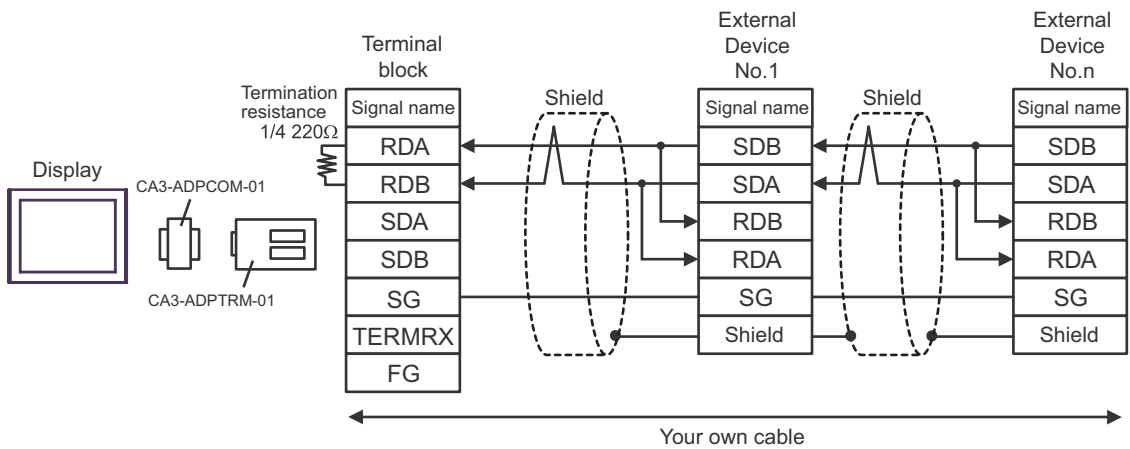 Display
CA3-ADPCOM-01
CA3-ADPTRM-01
Termination
resistance
1/4 220Ω
Terminal
block
Signal name
RDA
RDB
SDA
SDB
SG
TERMRX
FG
Shield
External
Device
No.1
Signal name
SDB
SDA
RDB
RDA
SG
Shield
Shield
External
Device
No.n
Signal name
SDB
SDA
RDB
RDA
SG
Shield
Your own cable